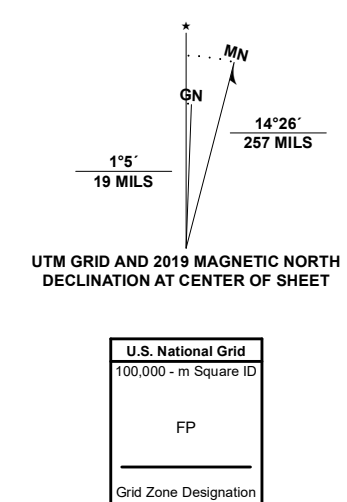 MN
GN
14°26´
257 MILS
1°5´
19 MILS
UTM GRID AND 2019 MAGNETIC NORTH
DECLINATION AT CENTER OF SHEET
U.S. National Grid
100,000 - m Square ID
FP
Grid Zone Designation